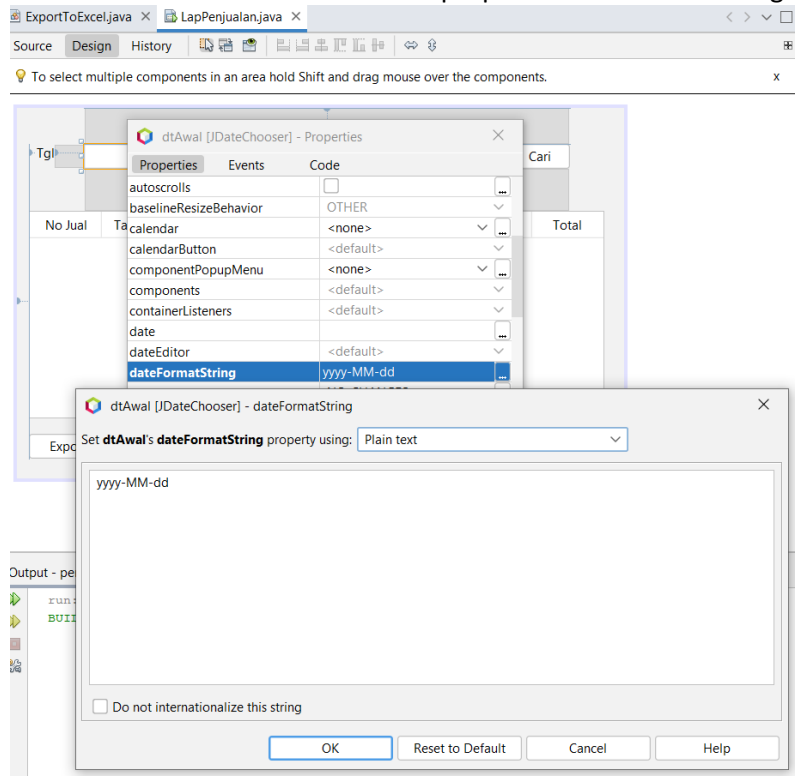 ExportToExcel.java LapPenjualan.java
Source Design History
To select multiple components in an area hold Shift and drag mouse over the components. x
dtAwal [JDateChooser] - Properties
Tgl Cari
Properties Events Code
autoscrolls ...
baselineResizeBehavior OTHER
No Jual Ta Total
calendar <none> ...
calendarButton <default>
componentPopupMenu <none> ...
components <default>
containerListeners <default>
date ...
dateEditor <default>
dateFormatString yyyy-MM-dd ...
dtAwal [JDateChooser] - dateFormatString
Expo
Set dtAwal's dateFormatString property using: Plain text
yyyy-MM-dd
Output - pe
run:
BUII
Do not internationalize this string
OK Reset to Default Cancel Help